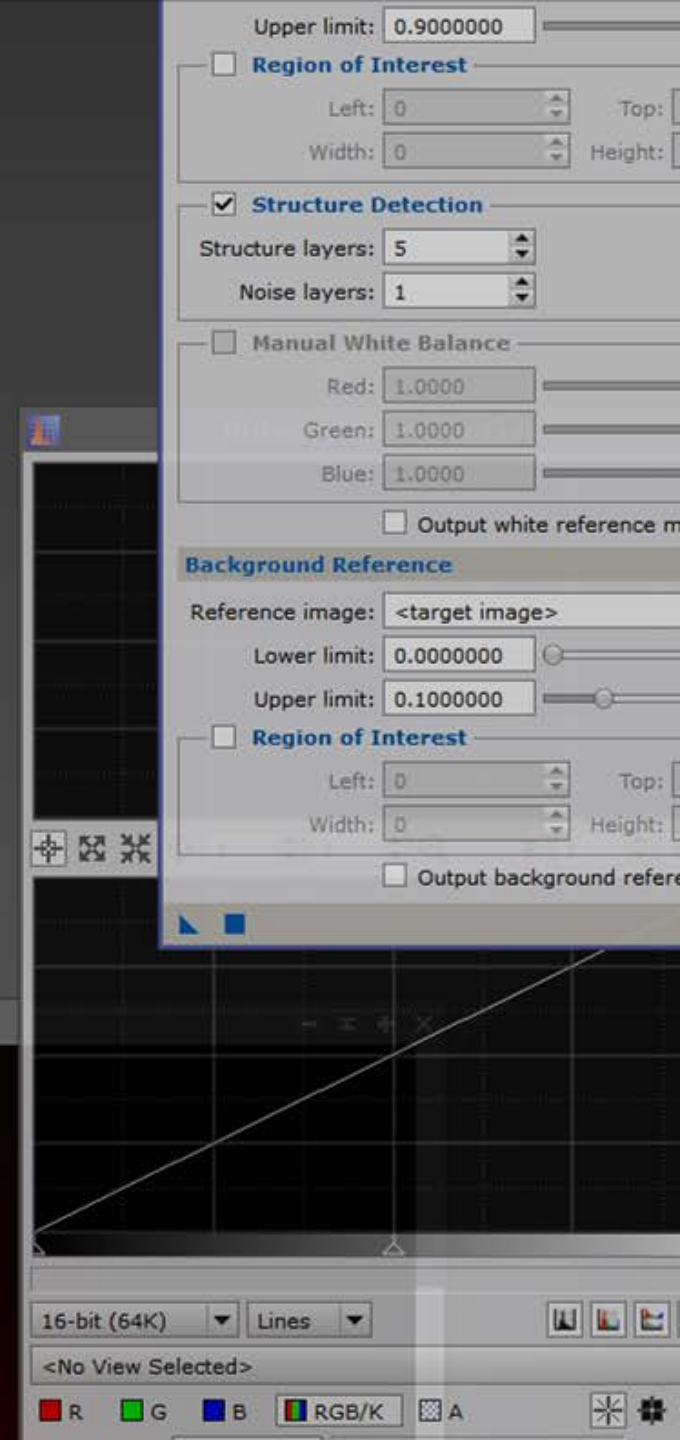 Upper limit: 0.9000000
Region of Interest
Left: 0 Top:
Width: 0 Height:
Structure Detection
Structure layers: 5
Noise layers: 1
Manual White Balance
Red: 1.0000
Green: 1.0000
Blue: 1.0000
Output white reference m
Background Reference
Reference image: <target image>
Lower limit: 0.0000000
Upper limit: 0.1000000
Region of Interest
Left: 0 Top:
Width: 0 Height:
Output background refere
16-bit (64K) Lines
<No View Selected>
R G B RGB/K A